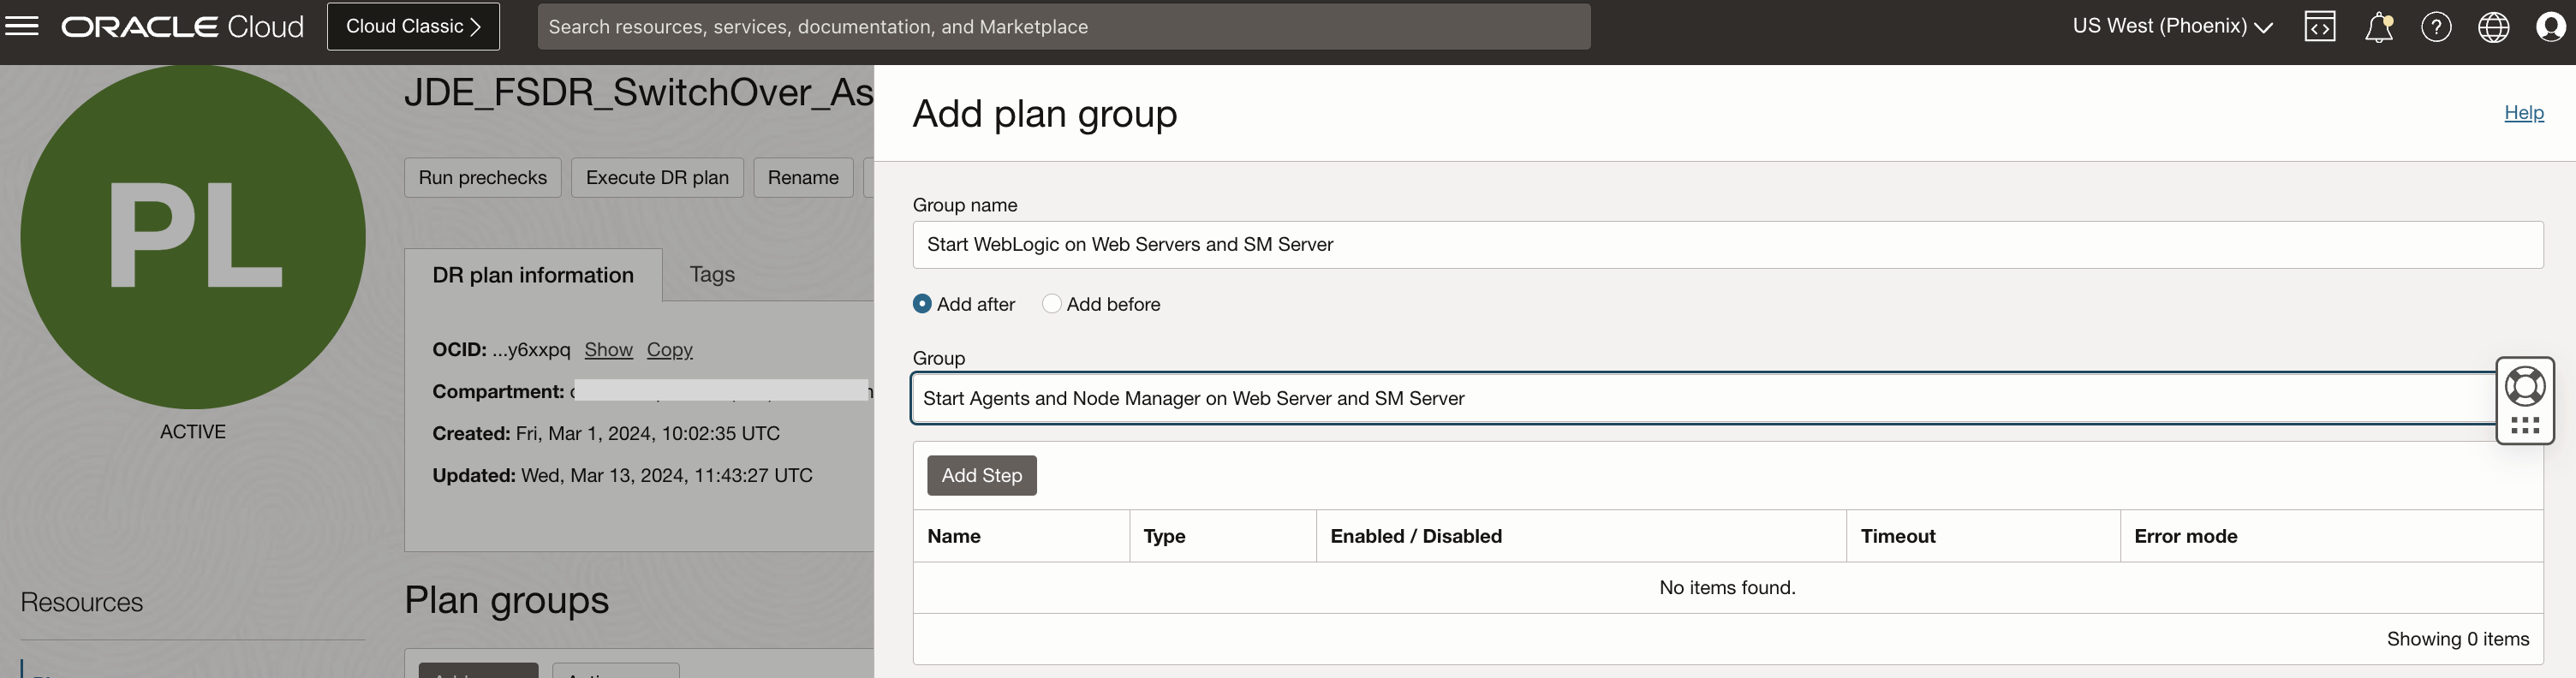 ORACLE Cloud
Cloud Classic
Search resources, services, documentation, and Marketplace
US West (Phoenix)
PL
ACTIVE
Resources
JDE_FSDR_SwitchOver_As
Run prechecks
Execute DR plan
Rename
DR plan information
Tags
OCID: ...y6xxpq Show Copy
Compartment:
Created: Fri, Mar 1, 2024, 10:02:35 UTC
Updated: Wed, Mar 13, 2024, 11:43:27 UTC
Plan groups
Add plan group
Help
Group name
Start WebLogic on Web Servers and SM Server
Add after
Add before
Group
Start Agents and Node Manager on Web Server and SM Server
Add Step
Name Type Enabled / Disabled Timeout Error mode
No items found.
Showing 0 items